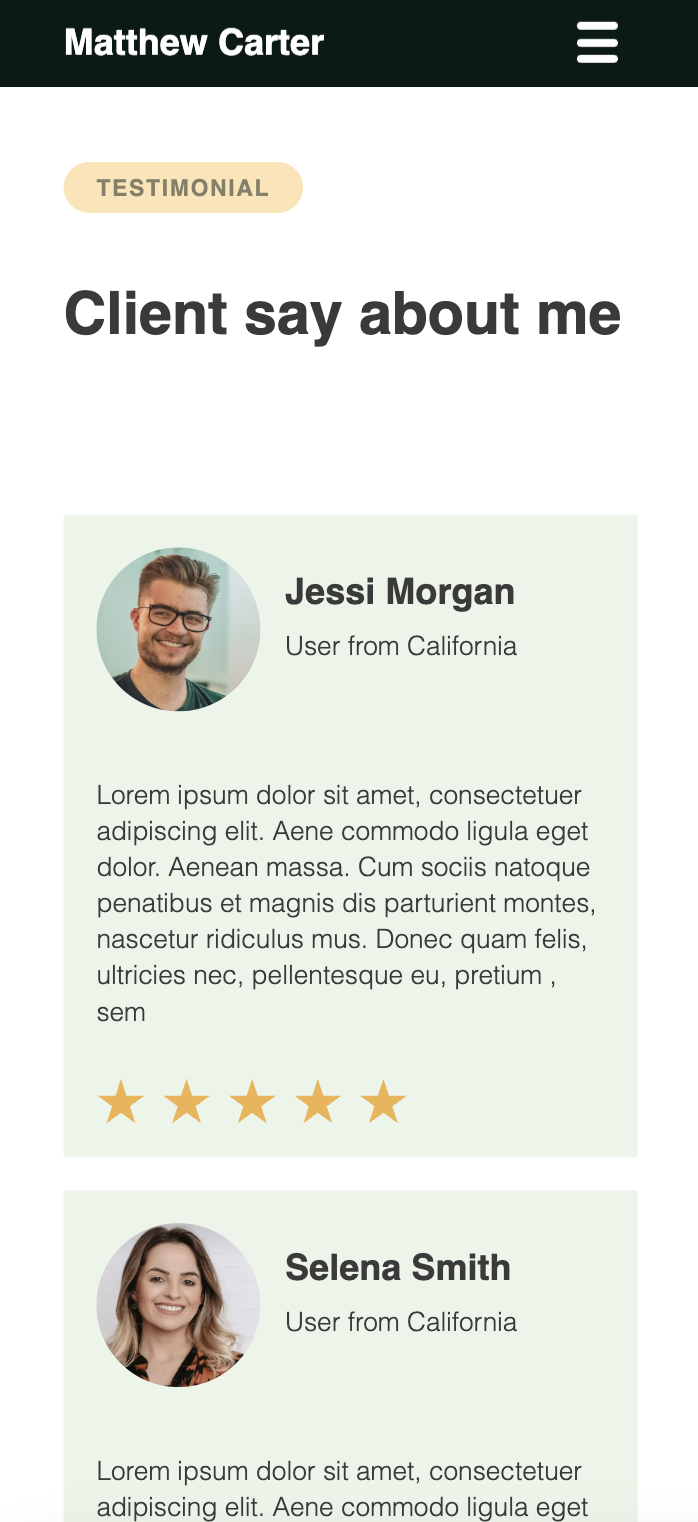 Matthew Carter
TESTIMONIAL
Client say about me
Jessi Morgan
User from California
Lorem ipsum dolor sit amet, consectetuer
adipiscing elit. Aene commodo ligula eget
dolor. Aenean massa. Cum sociis natoque
penatibus et magnis dis parturient montes,
nascetur ridiculus mus. Donec quam felis,
ultricies nec, pellentesque eu, pretium ,
sem
Selena Smith
User from California
Lorem ipsum dolor sit amet, consectetuer
adipiscing elit. Aene commodo ligula eget